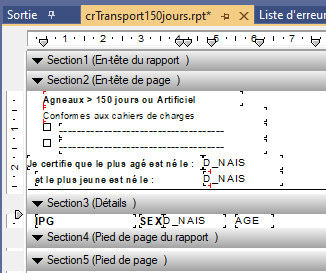 Sortie crTransport150jours.rpt* Liste d'erreur
1 2 3 4 5 6 7
Section1 (En-tête du rapport )
Section2 (En-tête de page )
Agneaux > 150 jours ou Artificiel
Conformes aux cahiers de charges
Je certifie que le plus agé est né le : D_NAIS
et le plus jeune est né le : D_NAIS
Section3 (Détails )
IPG SEX D_NAIS AGE
Section4 (Pied de page du rapport )
Section5 (Pied de page )